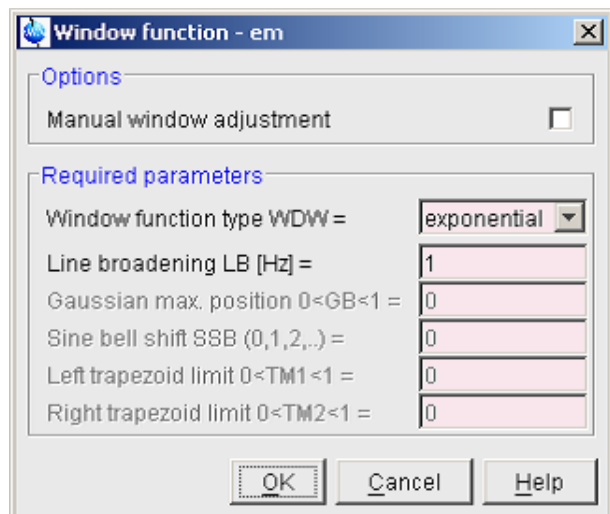 Window function - em
Options
Manual window adjustment
Required parameters
Window function type WDW = exponential
Line broadening LB [Hz] = 1
Gaussian max. position 0<GB<1 = 0
Sine bell shift SSB (0,1,2,..) = 0
Left trapezoid limit 0<TM1<1 = 0
Right trapezoid limit 0<TM2<1 = 0
OK Cancel Help